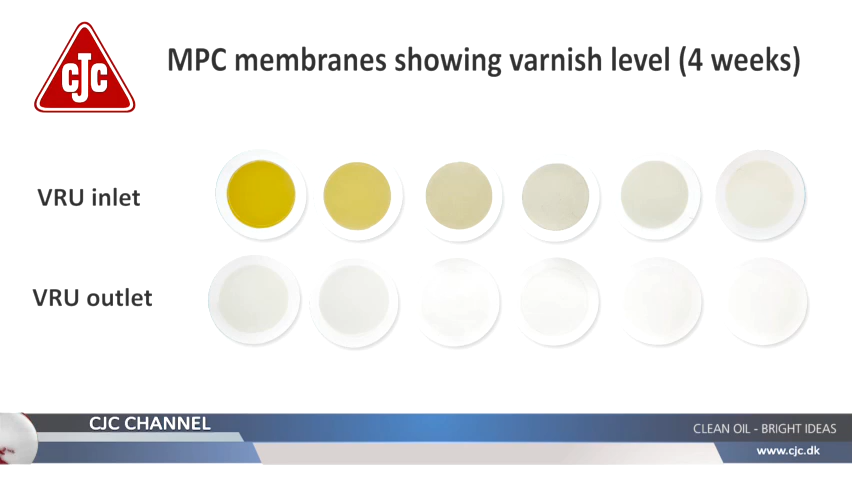 CJC
MPC membranes showing varnish level (4 weeks)
VRU inlet
VRU outlet
CJC CHANNEL
CLEAN OIL - BRIGHT IDEAS
www.cjc.dk